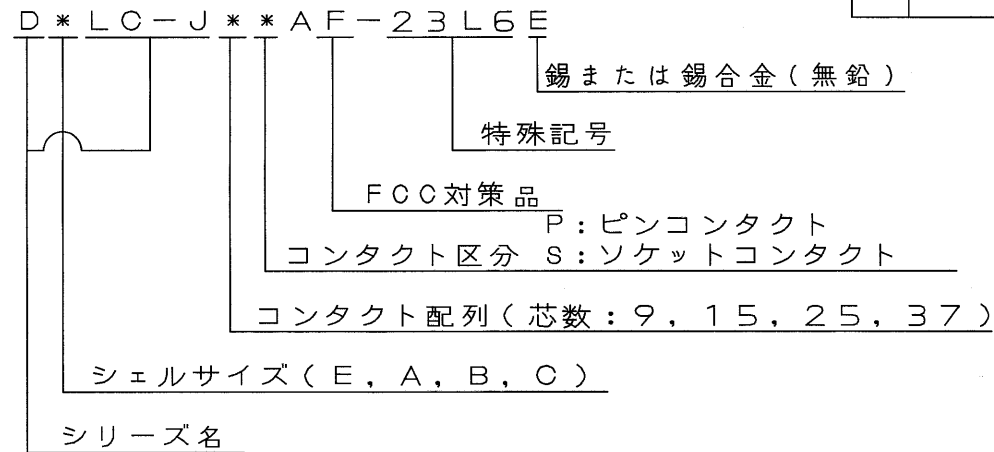 D*LC-J**AF-23L6E
錫または錫合金(無鉛)
特殊記号
FCC対策品
P:ピンコンタクト
コンタクト区分 S:ソケットコンタクト
コンタクト配列(芯数:9,15,25,37)
シェルサイズ(E,A,B,C)
シリーズ名